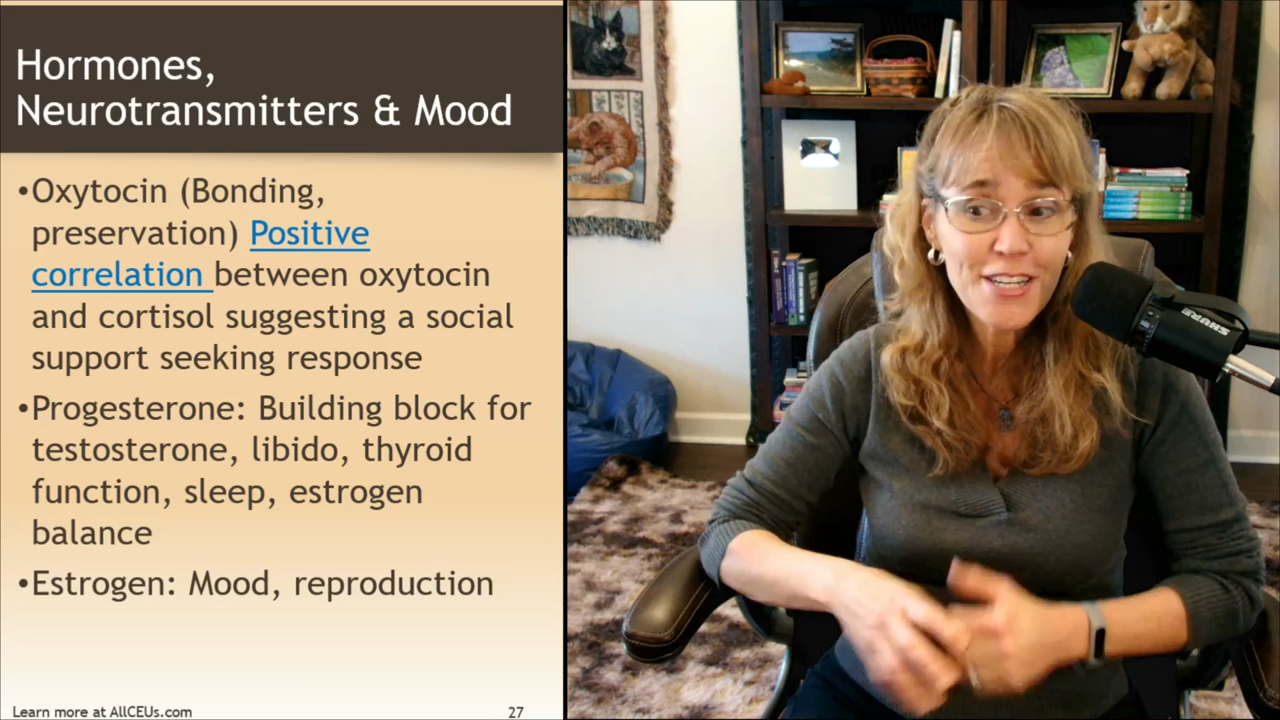 Hormones,
Neurotransmitters & Mood
•Oxytocin (Bonding,
preservation) Positive
correlation between oxytocin
and cortisol suggesting a social
support seeking response
•Progesterone: Building block for
testosterone, libido, thyroid
function, sleep, estrogen
balance
•Estrogen: Mood, reproduction
Learn more at AllCEUs.com
27
SHURE